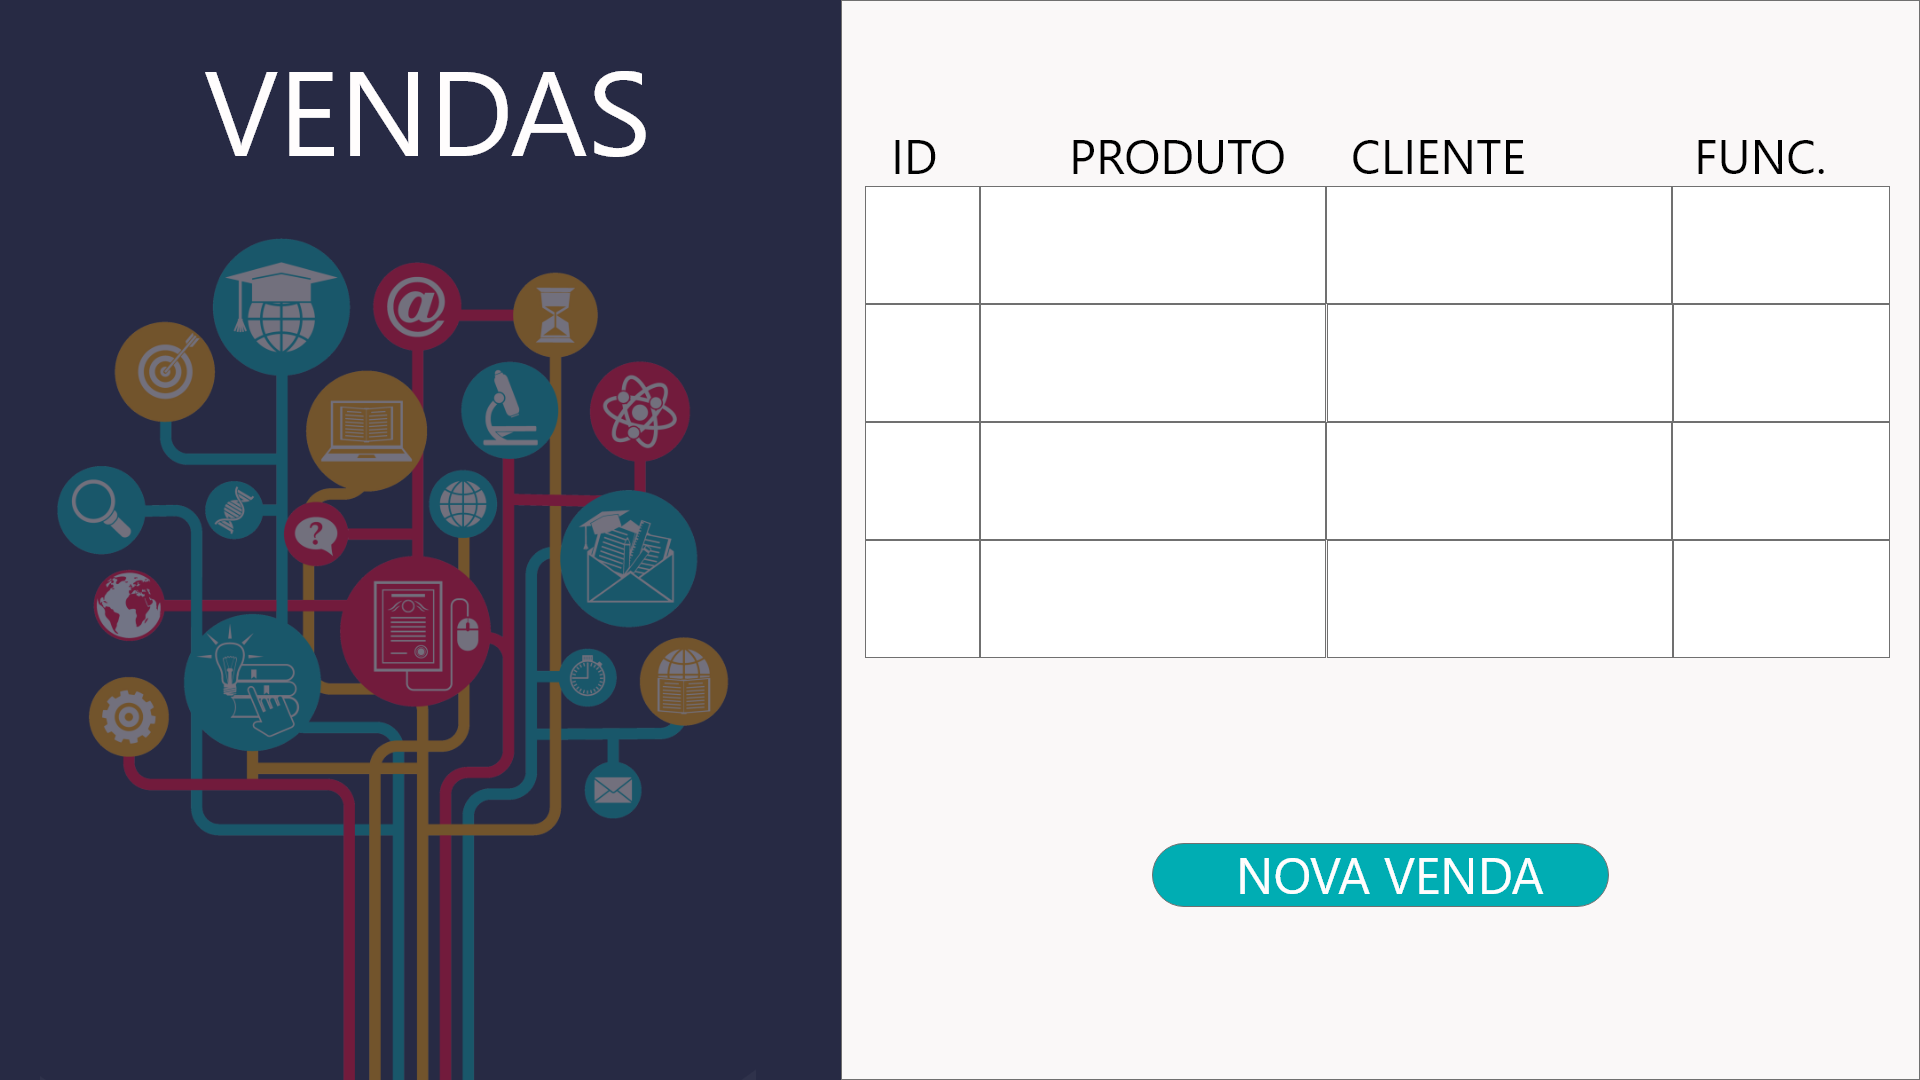 VENDAS
ID PRODUTO CLIENTE FUNC.
@
?
NOVA VENDA